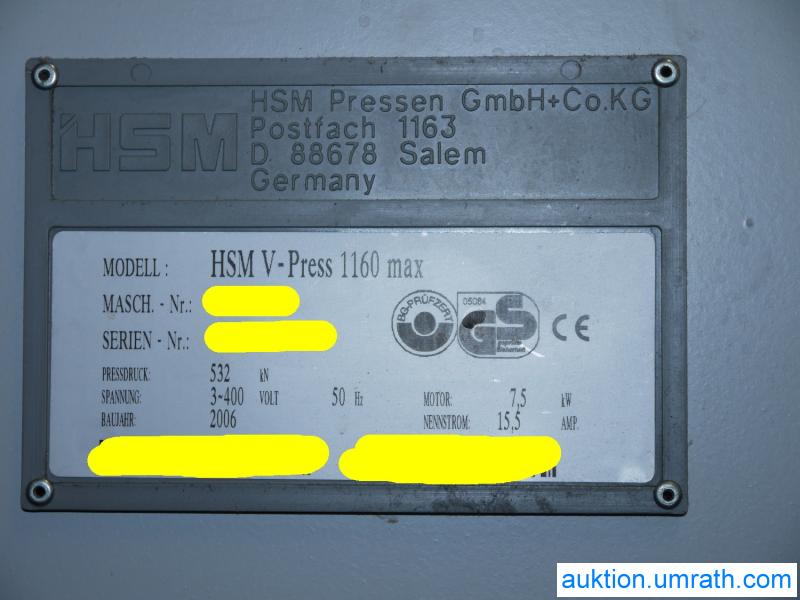 HSM
HSM Pressen GmbH+Co.KG
Postfach 1163
D. 88678 Salem
Germany
MODELL : HSM V-Press 1160 max
MASCH. - Nr.:
SERIEN - Nr.:
BG-PRÜFZERT
05084
GS
geprüfte
Sicherheit
CE
PRESSDRUCK: 532 kN
SPANNUNG: 3~400 VOLT 50 Hz MOTOR: 7,5 kW
BAUJAHR: 2006 NENNSTROM: 15,5 AMP.
auktion.umrath.com